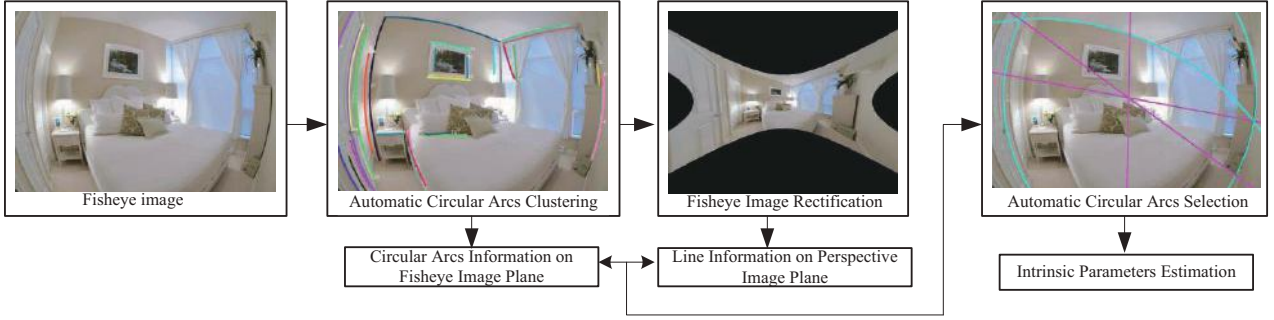 Fisheye image
Automatic Circular Arcs Clustering
Fisheye Image Rectification
Automatic Circular Arcs Selection
Circular Arcs Information on
Fisheye Image Plane
Line Information on Perspective
Image Plane
Intrinsic Parameters Estimation